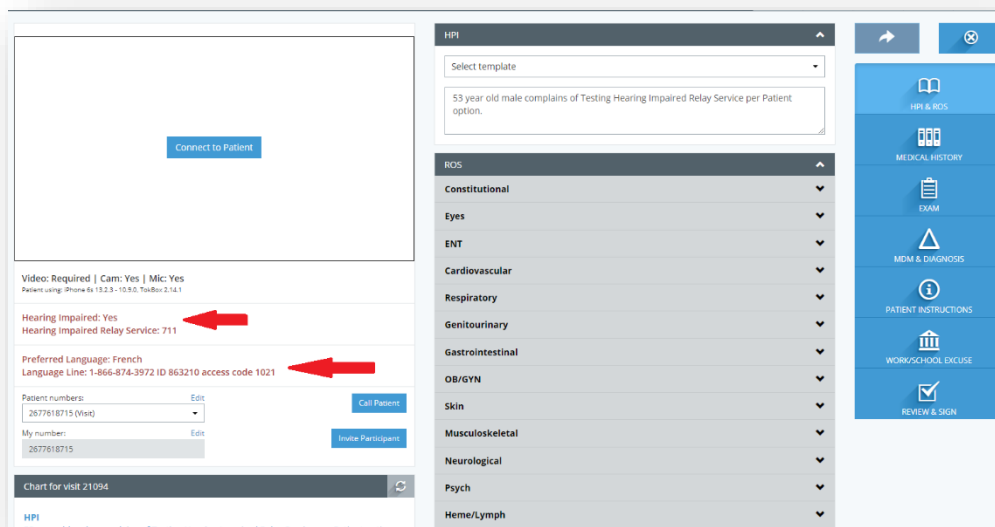 Connect to Patient
Video: Required | Cam: Yes | Mic: Yes
Patient using: iPhone 6s 13.2.3 - 10.9.0, TokBox 2.14.1
Hearing Impaired: Yes
Hearing Impaired Relay Service: 711
Preferred Language: French
Language Line: 1-866-874-3972 ID 863210 access code 1021
Patient numbers: Edit
2677618715 (Visit)
Call Patient
My number: Edit
2677618715
Invite Participant
Chart for visit 21094
HPI
HPI
Select template
53 year old male complains of Testing Hearing Impaired Relay Service per Patient
option.
ROS
Constitutional
Eyes
ENT
Cardiovascular
Respiratory
Genitourinary
Gastrointestinal
OB/GYN
Skin
Musculoskeletal
Neurological
Psych
Heme/Lymph
HPI & ROS
MEDICAL HISTORY
EXAM
MDM & DIAGNOSIS
PATIENT INSTRUCTIONS
WORK/SCHOOL EXCUSE
REVIEW & SIGN